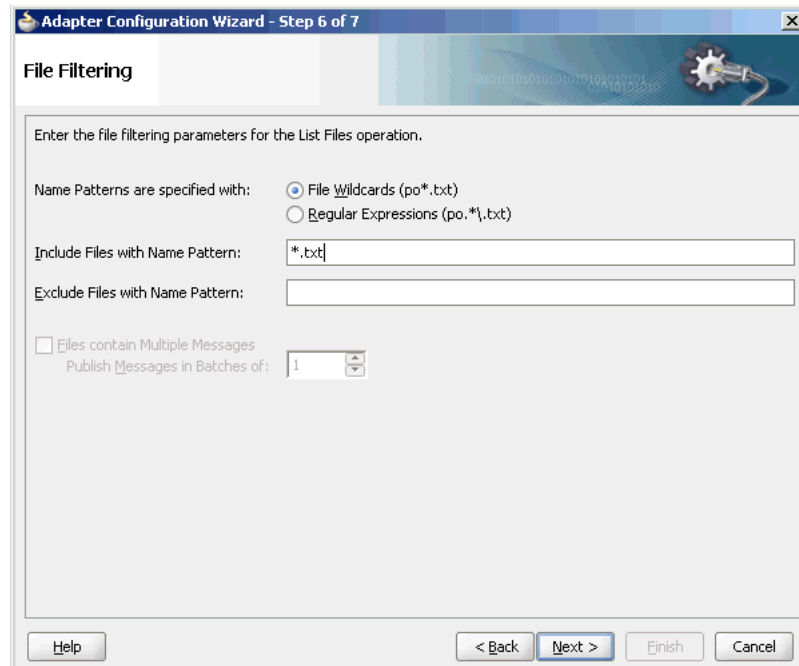 Adapter Configuration Wizard - Step 6 of 7
File Filtering
Enter the file filtering parameters for the List Files operation.
Name Patterns are specified with: File Wildcards (po*.txt)
Regular Expressions (po.*\.txt)
Include Files with Name Pattern: *.txt
Exclude Files with Name Pattern:
Files contain Multiple Messages
Publish Messages in Batches of: 1
Help < Back Next > Finish Cancel